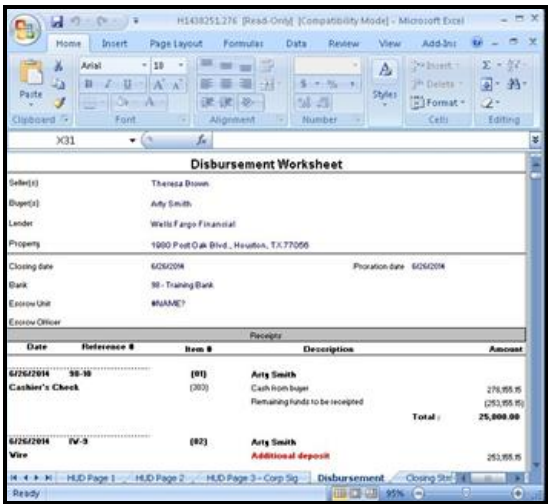 H1438251.276 [Read-Only] [Compatibility Mode] - Microsoft Excel
Home Insert Page Layout Formulas Data Review View Add-Ins
Paste
Arial 10
B I U A A
A
$ % ,
Styles
Insert
Delete
Format
Σ
Clipboard Font Alignment Number Cells Editing
X31 fx
Disbursement Worksheet
Seller(s) Theresa Brown
Buyer(s) Arty Smith
Lender Wells Fargo Financial
Property 1980 Post Oak Blvd., Houston, TX 77056
Closing date 6/26/2014 Proration date 6/26/2014
Bank 98 - Training Bank
Escrow Unit #NAME?
Escrow Officer
Receipts
Date Reference # Item # Description Amount
6/26/2014 98-10 (01) Arty Smith
Cashier's Check (303) Cash from buyer 278,155.15
Remaining funds to be receipted (253,155.15)
Total : 25,000.00
6/26/2014 IV-9 (02) Arty Smith
Wire Additional deposit 253,155.15
HUD Page 1 HUD Page 2 HUD Page 3 - Corp Sig Disbursement Closing
Ready 95%